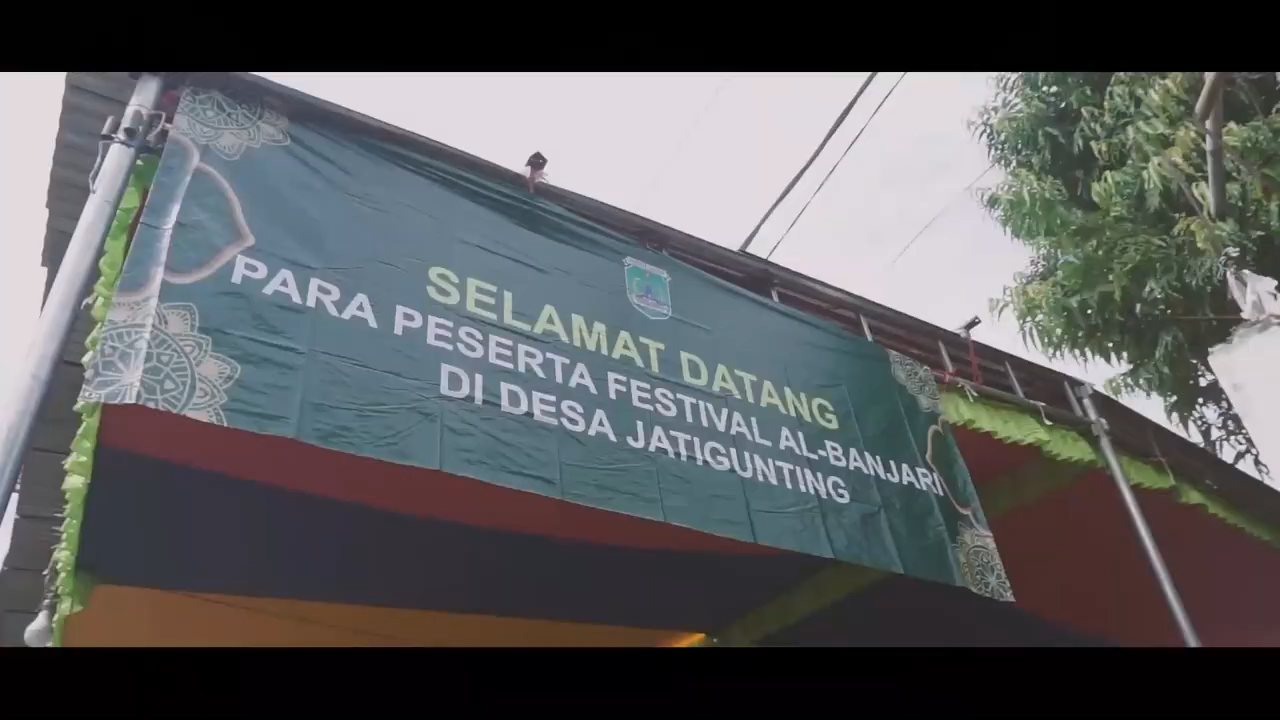 SELAMAT DATANG
PARA PESERTA FESTIVAL AL-BANJARI
DI DESA JATIGUNTING